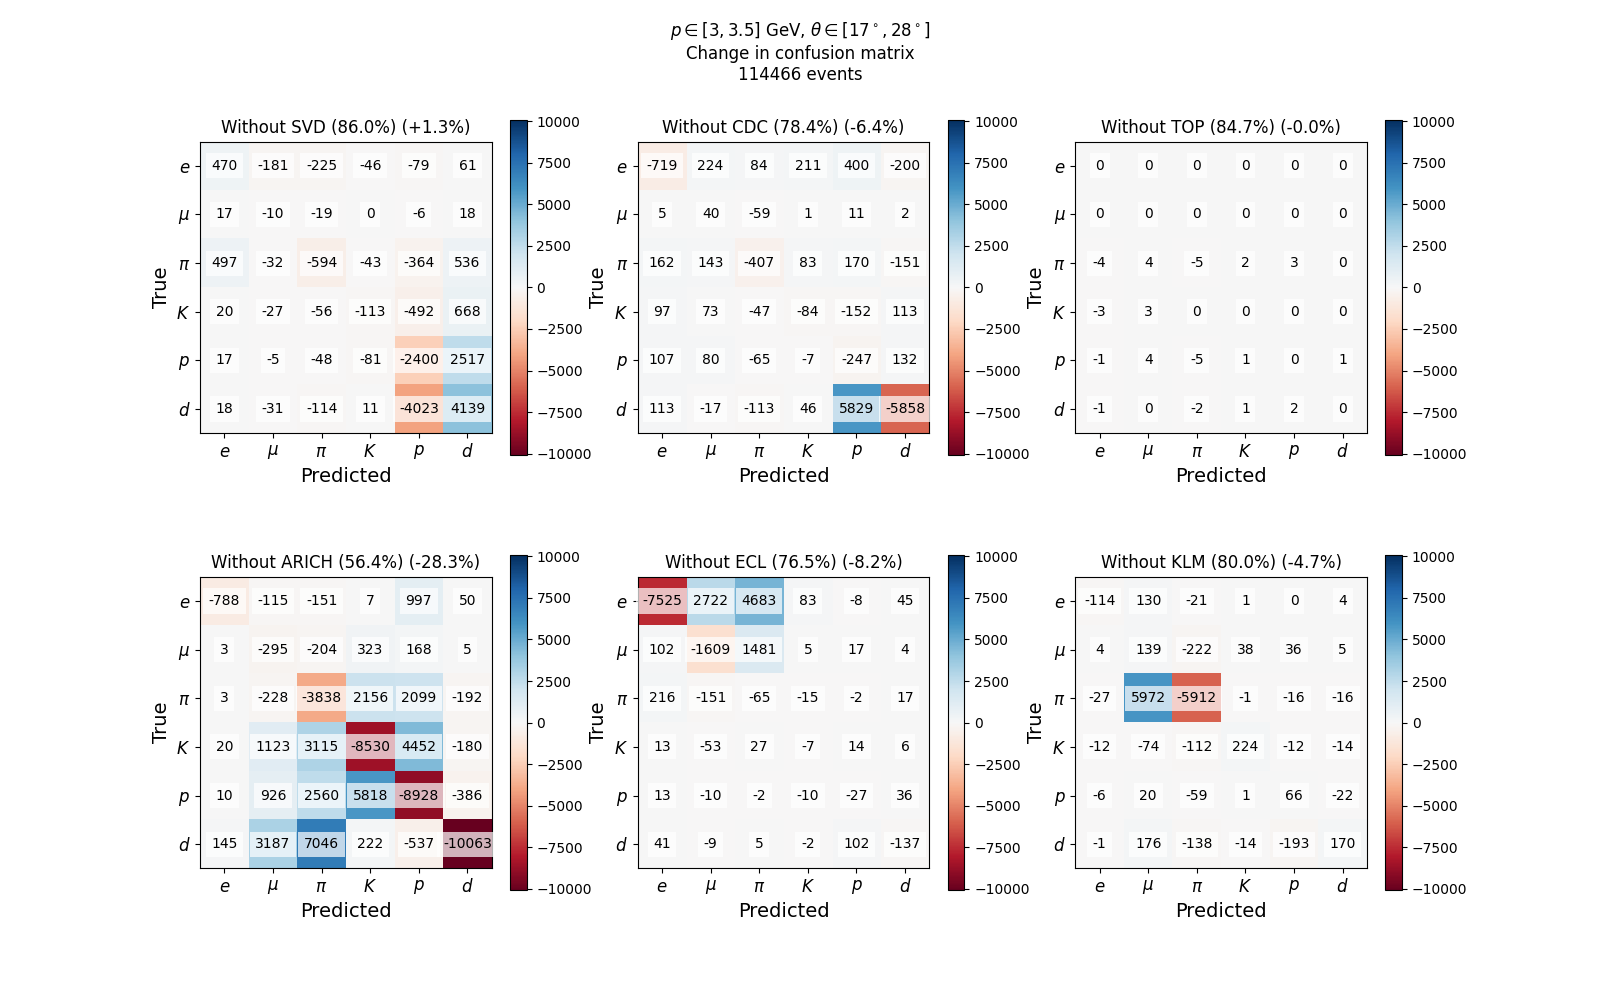 p ∈ [3, 3.5] GeV, θ ∈ [17°, 28°]
Change in confusion matrix
114466 events
Without SVD (86.0%) (+1.3%)
e 470 -181 -225 -46 -79 61
μ 17 -10 -19 0 -6 18
π 497 -32 -594 -43 -364 536
K 20 -27 -56 -113 -492 668
p 17 -5 -48 -81 -2400 2517
d 18 -31 -114 11 -4023 4139
e μ π K p d
Predicted
True
10000
7500
5000
2500
0
−2500
−5000
−7500
−10000
Without CDC (78.4%) (-6.4%)
e -719 224 84 211 400 -200
μ 5 40 -59 1 11 2
π 162 143 -407 83 170 -151
K 97 73 -47 -84 -152 113
p 107 80 -65 -7 -247 132
d 113 -17 -113 46 5829 -5858
e μ π K p d
Predicted
True
10000
7500
5000
2500
0
−2500
−5000
−7500
−10000
Without TOP (84.7%) (-0.0%)
e 0 0 0 0 0 0
μ 0 0 0 0 0 0
π -4 4 -5 2 3 0
K -3 3 0 0 0 0
p -1 4 -5 1 0 1
d -1 0 -2 1 2 0
e μ π K p d
Predicted
True
10000
7500
5000
2500
0
−2500
−5000
−7500
−10000
Without ARICH (56.4%) (-28.3%)
e -788 -115 -151 7 997 50
μ 3 -295 -204 323 168 5
π 3 -228 -3838 2156 2099 -192
K 20 1123 3115 -8530 4452 -180
p 10 926 2560 5818 -8928 -386
d 145 3187 7046 222 -537 -10063
e μ π K p d
Predicted
True
10000
7500
5000
2500
0
−2500
−5000
−7500
−10000
Without ECL (76.5%) (-8.2%)
e -7525 2722 4683 83 -8 45
μ 102 -1609 1481 5 17 4
π 216 -151 -65 -15 -2 17
K 13 -53 27 -7 14 6
p 13 -10 -2 -10 -27 36
d 41 -9 5 -2 102 -137
e μ π K p d
Predicted
True
10000
7500
5000
2500
0
−2500
−5000
−7500
−10000
Without KLM (80.0%) (-4.7%)
e -114 130 -21 1 0 4
μ 4 139 -222 38 36 5
π -27 5972 -5912 -1 -16 -16
K -12 -74 -112 224 -12 -14
p -6 20 -59 1 66 -22
d -1 176 -138 -14 -193 170
e μ π K p d
Predicted
True
10000
7500
5000
2500
0
−2500
−5000
−7500
−10000